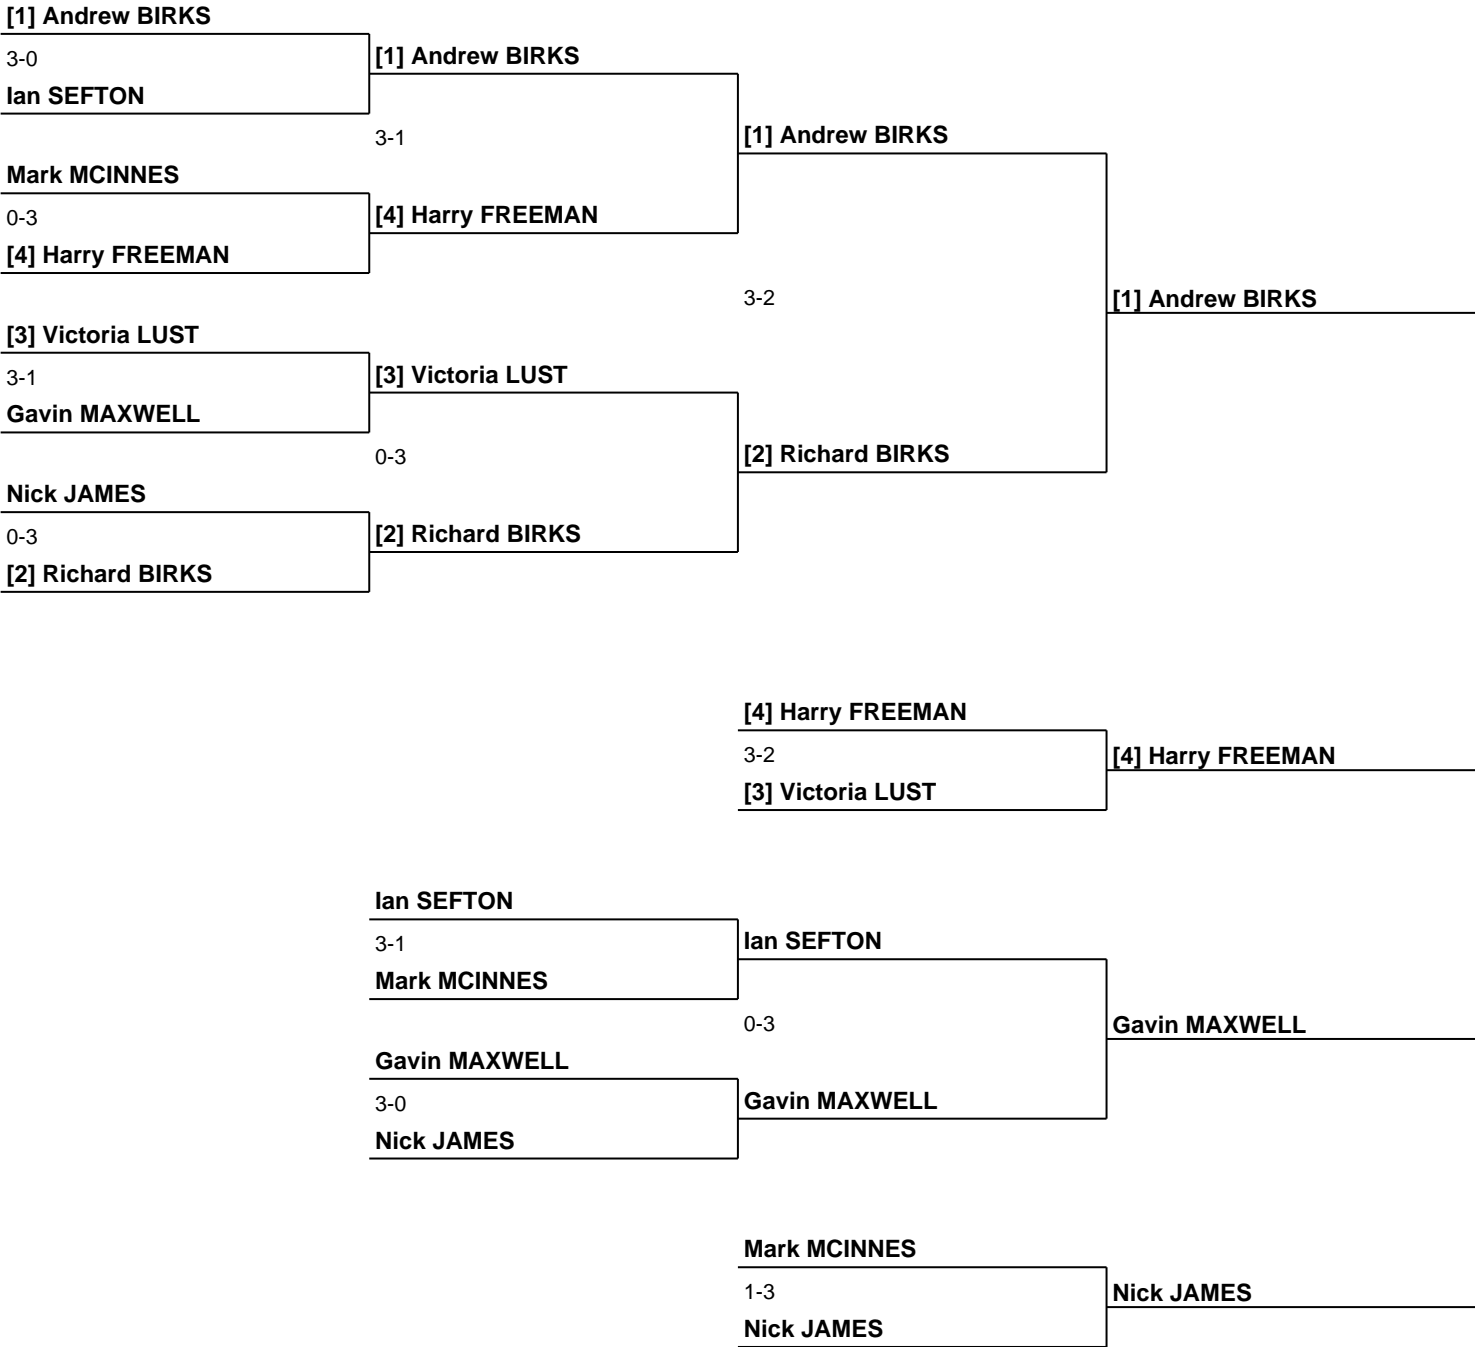 [1] Andrew BIRKS
3-0
[1] Andrew BIRKS
Ian SEFTON
3-1
[1] Andrew BIRKS
Mark MCINNES
0-3
[4] Harry FREEMAN
[4] Harry FREEMAN
3-2
[1] Andrew BIRKS
[3] Victoria LUST
3-1
[3] Victoria LUST
Gavin MAXWELL
0-3
[2] Richard BIRKS
Nick JAMES
0-3
[2] Richard BIRKS
[2] Richard BIRKS
[4] Harry FREEMAN
3-2
[4] Harry FREEMAN
[3] Victoria LUST
Ian SEFTON
3-1
Ian SEFTON
Mark MCINNES
0-3
Gavin MAXWELL
Gavin MAXWELL
3-0
Gavin MAXWELL
Nick JAMES
Mark MCINNES
1-3
Nick JAMES
Nick JAMES